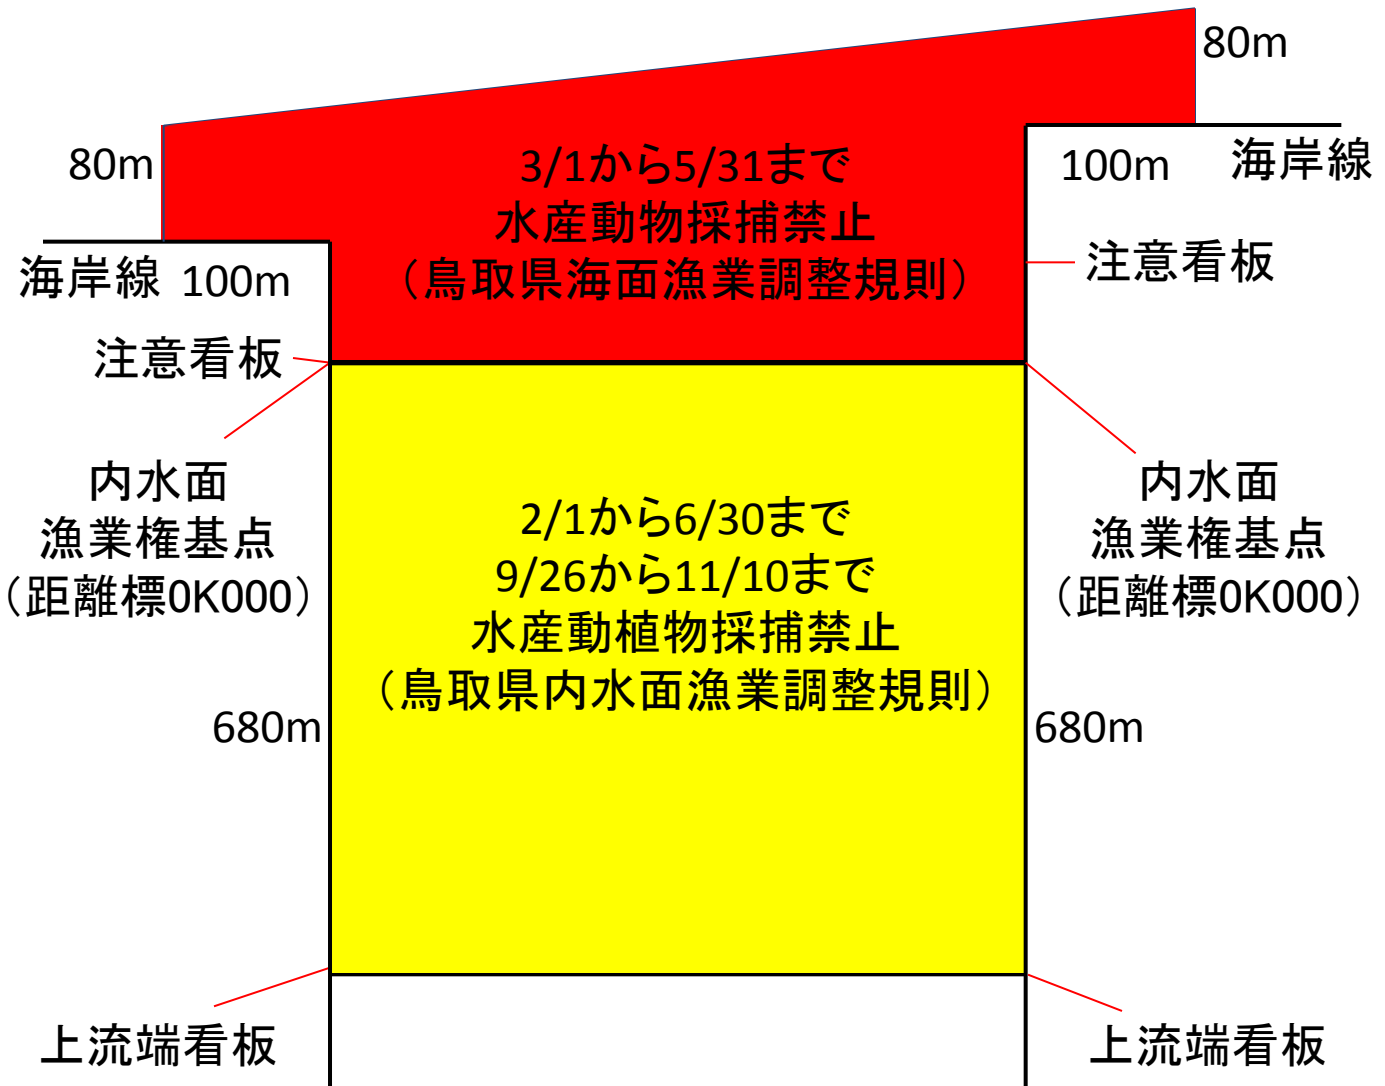 80m
80m
3/1から5/31まで
水産動物採捕禁止
（鳥取県海面漁業調整規則）
100m
海岸線
海岸線
100m
注意看板
注意看板
内水面
漁業権基点
（距離標0K000）
内水面
漁業権基点
（距離標0K000）
2/1から6/30まで
9/26から11/10まで
水産動植物採捕禁止
（鳥取県内水面漁業調整規則）
680m
680m
上流端看板
上流端看板